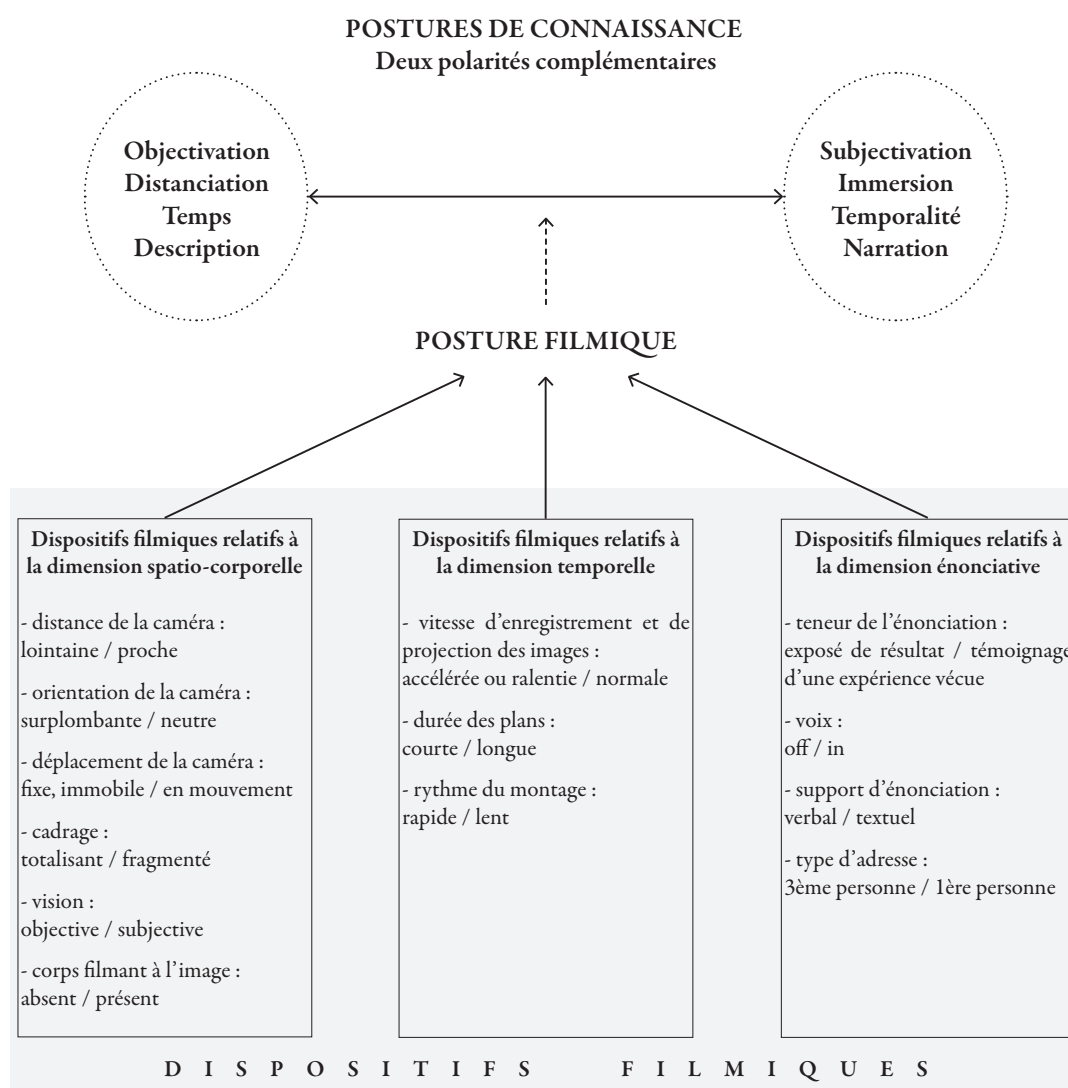 POSTURES DE CONNAISSANCE
Deux polarités complémentaires
Objectivation
Distanciation
Temps
Description
Subjectivation
Immersion
Temporalité
Narration
POSTURE FILMIQUE
Dispositifs filmiques relatifs à
la dimension spatio-corporelle
- distance de la caméra :
lointaine / proche
- orientation de la caméra :
surplombante / neutre
- déplacement de la caméra :
fixe, immobile / en mouvement
- cadrage :
totalisant / fragmenté
- vision :
objective / subjective
- corps filmant à l'image :
absent / présent
Dispositifs filmiques relatifs à
la dimension temporelle
- vitesse d'enregistrement et de
projection des images :
accélérée ou ralentie / normale
- durée des plans :
courte / longue
- rythme du montage :
rapide / lent
Dispositifs filmiques relatifs à
la dimension énonciative
- teneur de l'énonciation :
exposé de résultat / témoignage
d'une expérience vécue
- voix :
off / in
- support d'énonciation :
verbal / textuel
- type d'adresse :
3ème personne / 1ère personne
DISPOSITIFS FILMIQUES